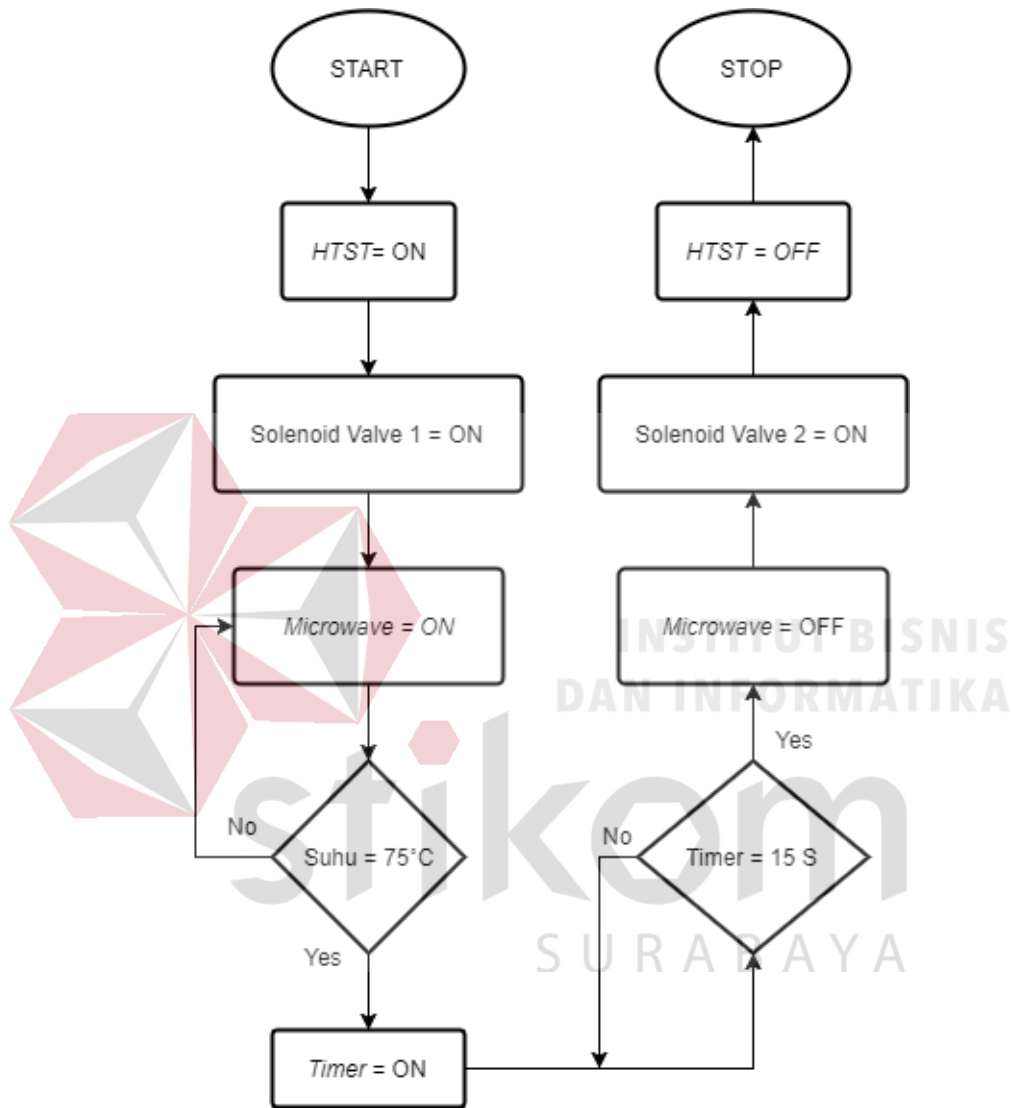 START
HTST= ON
Solenoid Valve 1 = ON
Microwave = ON
No
Suhu = 75°C
Yes
Timer = ON
STOP
HTST = OFF
Solenoid Valve 2 = ON
Microwave = OFF
Yes
No
Timer = 15 S
INSTITUT BISNIS
DAN INFORMATIKA
stikom
SURABAYA